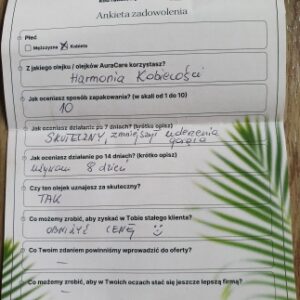 Ankieta zadowolenia
Płeć
Mężczyzna X Kobieta
Z jakiego olejku / olejków AuraCare korzystasz?
Harmonia Kobiecości
Jak oceniasz sposób zapakowania? (w skali od 1 do 10)
10
Jak oceniasz działanie po 7 dniach? (krótko opisz)
SKUTECZNY, zmniejszył uderzenia
gorąca
Jak oceniasz działanie po 14 dniach? (krótko opisz)
używam 8 dzień
Czy ten olejek uznajesz za skuteczny?
TAK
Co możemy zrobić, aby zyskać w Tobie stałego klienta?
OBNIŻYĆ CENĘ
Co Twoim zdaniem powinniśmy wprowadzić do oferty?
–
Co możemy zrobić, aby w Twoich oczach stać się jeszcze lepszą firmą?
–